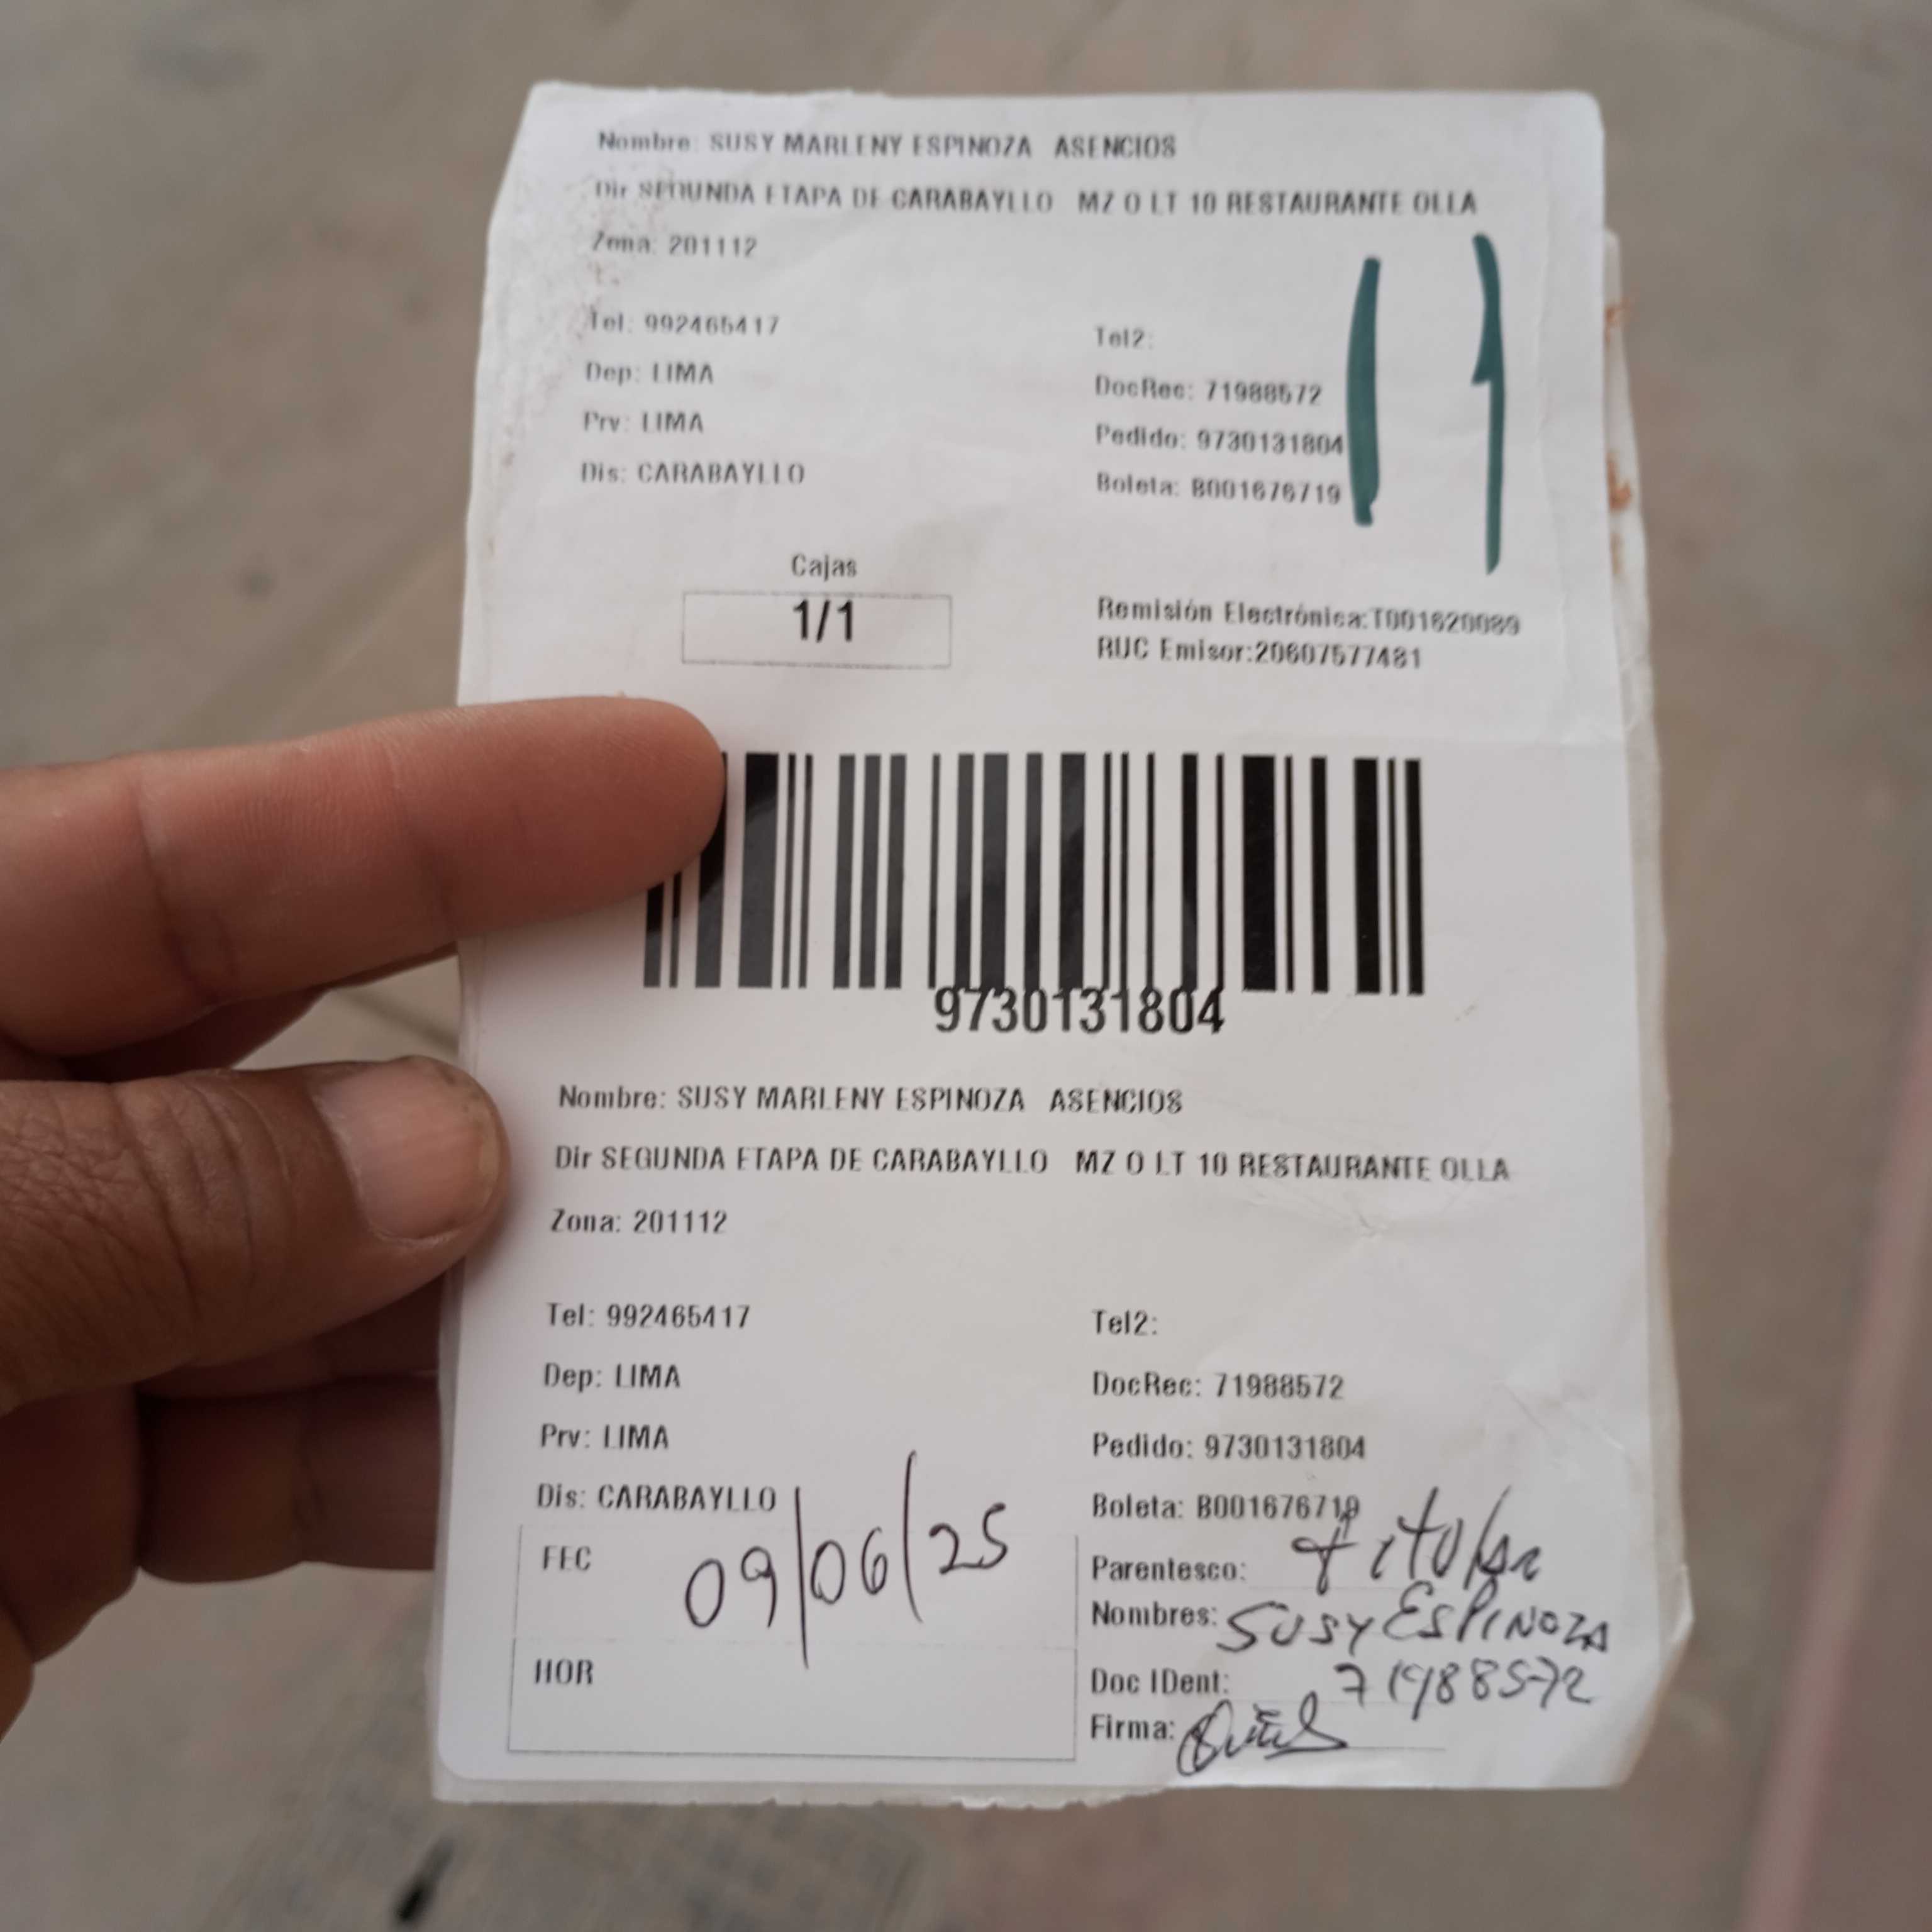 Nombre: SUSY MARLENY ESPINOZA ASENCIOS
Dir SEGUNDA ETAPA DE CARABAYLLO MZ O LT 10 RESTAURANTE OLLA
Zona: 201112
Tel: 992465417 Tel2:
Dep: LIMA DocRec: 71988572
Prv: LIMA Pedido: 9730131804
Dis: CARABAYLLO Boleta: B001676719
Cajas
1/1
Remisión Electrónica:T001620089
RUC Emisor:20607577481
9730131804
Nombre: SUSY MARLENY ESPINOZA ASENCIOS
Dir SEGUNDA ETAPA DE CARABAYLLO MZ O LT 10 RESTAURANTE OLLA
Zona: 201112
Tel: 992465417 Tel2:
Dep: LIMA DocRec: 71988572
Prv: LIMA Pedido: 9730131804
Dis: CARABAYLLO Boleta: B001676719
FEC 09/06/25 Parentesco: titular
Nombres: SUSY ESPINOZA
HOR Doc IDent: 71988572
Firma: